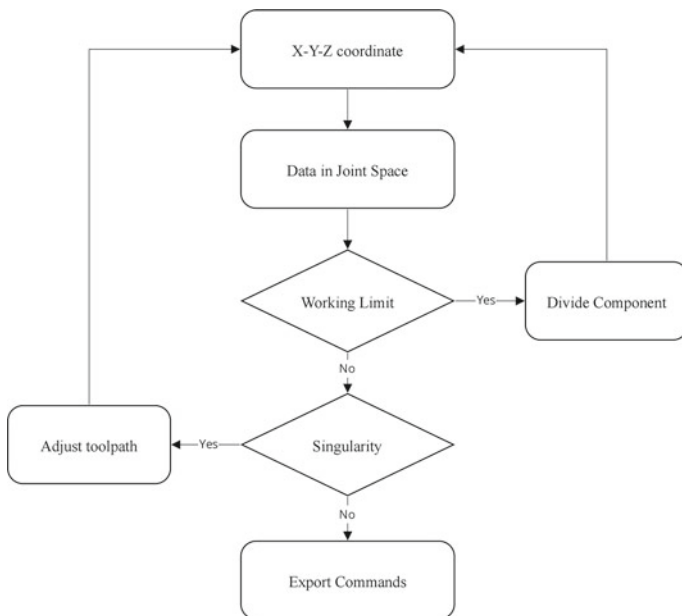 X-Y-Z coordinate
Data in Joint Space
Working Limit
Yes
Divide Component
No
Adjust toolpath
Yes
Singularity
No
Export Commands